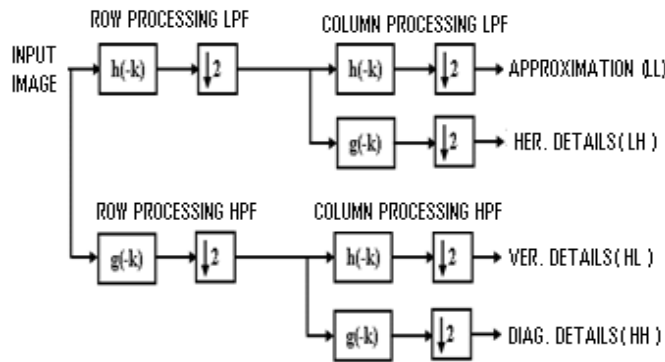 ROW PROCESSING LPF
COLUMN PROCESSING LPF
INPUT
IMAGE
h(-k)
↓2
h(-k)
↓2
APPROXIMATION (LL)
g(-k)
↓2
HER. DETAILS( LH )
ROW PROCESSING HPF
COLUMN PROCESSING HPF
g(-k)
↓2
h(-k)
↓2
VER. DETAILS( HL )
g(-k)
↓2
DIAG. DETAILS( HH )